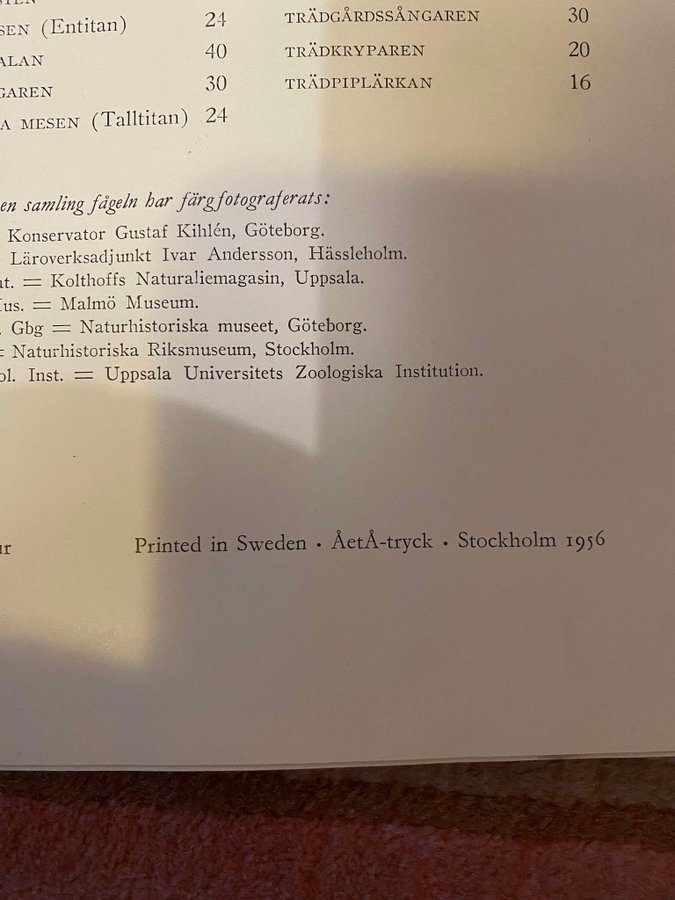 SEN (Entitan) 24
ALAN 40
GAREN 30
A MESEN (Talltitan) 24
TRÄDGÅRDSSÅNGAREN 30
TRÄDKRYPAREN 20
TRÄDPIPLÄRKAN 16
en samling fågeln har färgfotograferats:
Konservator Gustaf Kihlén, Göteborg.
Läroverksadjunkt Ivar Andersson, Hässleholm.
at. = Kolthoffs Naturaliemagasin, Uppsala.
us. = Malmö Museum.
. Gbg = Naturhistoriska museet, Göteborg.
= Naturhistoriska Riksmuseum, Stockholm.
ol. Inst. = Uppsala Universitets Zoologiska Institution.
ur Printed in Sweden · ÅetÅ-tryck · Stockholm 1956